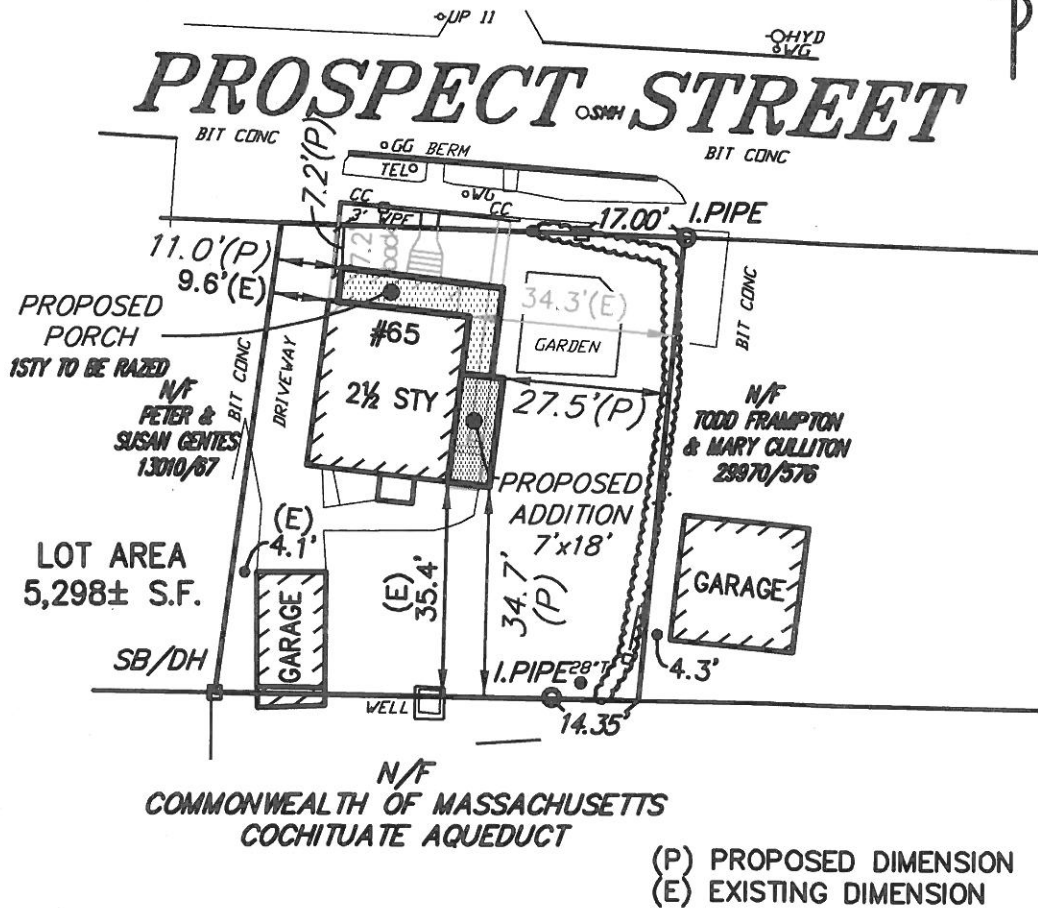 UP 11
HYD
WG
PROSPECT STREET
SMH
BIT CONC
BIT CONC
GG BERM
TEL
WG
CC
CC
3'
WPF
7.2'(P)
17.00' I.PIPE
11.0'(P)
9.6'(E)
7.2
34.3'(E)
GARDEN
PROPOSED
PORCH
1STY TO BE RAZED
#65
2½ STY
27.5'(P)
BIT CONC
N/F
PETER &
SUSAN GENTES
13010/67
BIT CONC
DRIVEWAY
N/F
TODD FRAMPTON
& MARY CULLITON
29970/576
PROPOSED
ADDITION
7'x18'
LOT AREA
5,298± S.F.
(E)
4.1'
GARAGE
(E)
35.4'
34.7'
(P)
GARAGE
4.3'
SB/DH
WELL
I.PIPE
28"T
14.35'
N/F
COMMONWEALTH OF MASSACHUSETTS
COCHITUATE AQUEDUCT
(P) PROPOSED DIMENSION
(E) EXISTING DIMENSION